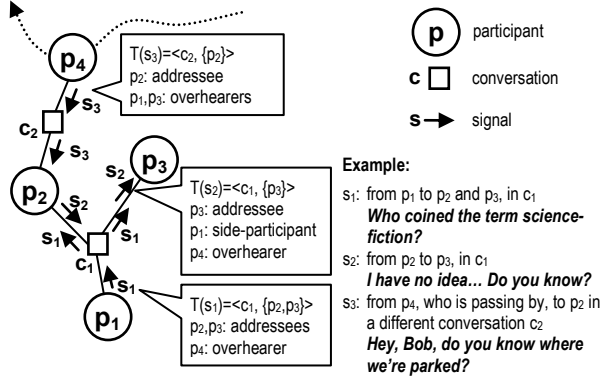 p4
T(s3)=<c2, {p2}>
p2: addressee
p1,p3: overhearers
s3
c2
s3
p2
s2
s1
c1
s2
p3
s1
T(s2)=<c1, {p3}>
p3: addressee
p1: side-participant
p4: overhearer
s1
p1
T(s1)=<c1, {p2,p3}>
p2,p3: addressees
p4: overhearer
p participant
c conversation
s signal
Example:
s1: from p1 to p2 and p3, in c1
Who coined the term science-
fiction?
s2: from p2 to p3, in c1
I have no idea… Do you know?
s3: from p4, who is passing by, to p2 in
a different conversation c2
Hey, Bob, do you know where
we're parked?